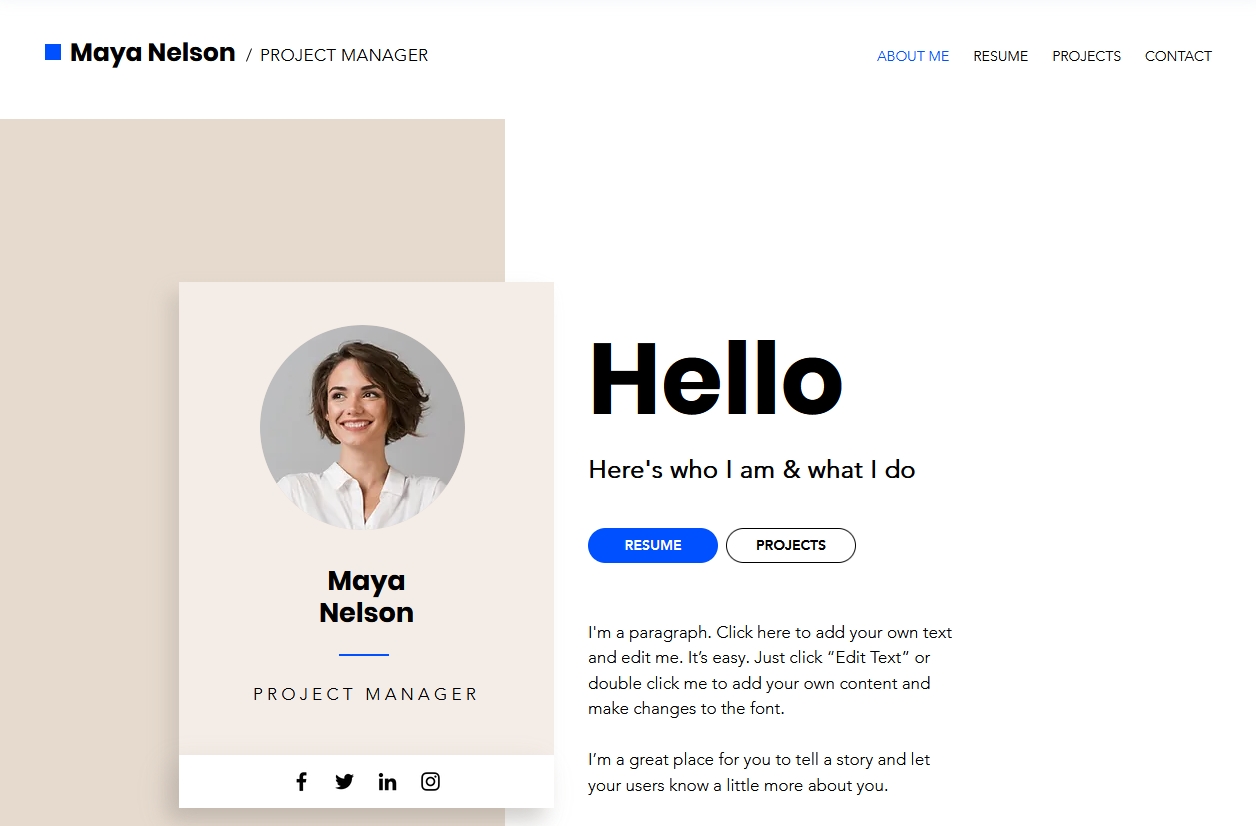 Maya Nelson / PROJECT MANAGER
ABOUT ME RESUME PROJECTS CONTACT
Maya
Nelson
PROJECT MANAGER
Hello
Here's who I am & what I do
RESUME PROJECTS
I'm a paragraph. Click here to add your own text
and edit me. It’s easy. Just click “Edit Text” or
double click me to add your own content and
make changes to the font.
I’m a great place for you to tell a story and let
your users know a little more about you.